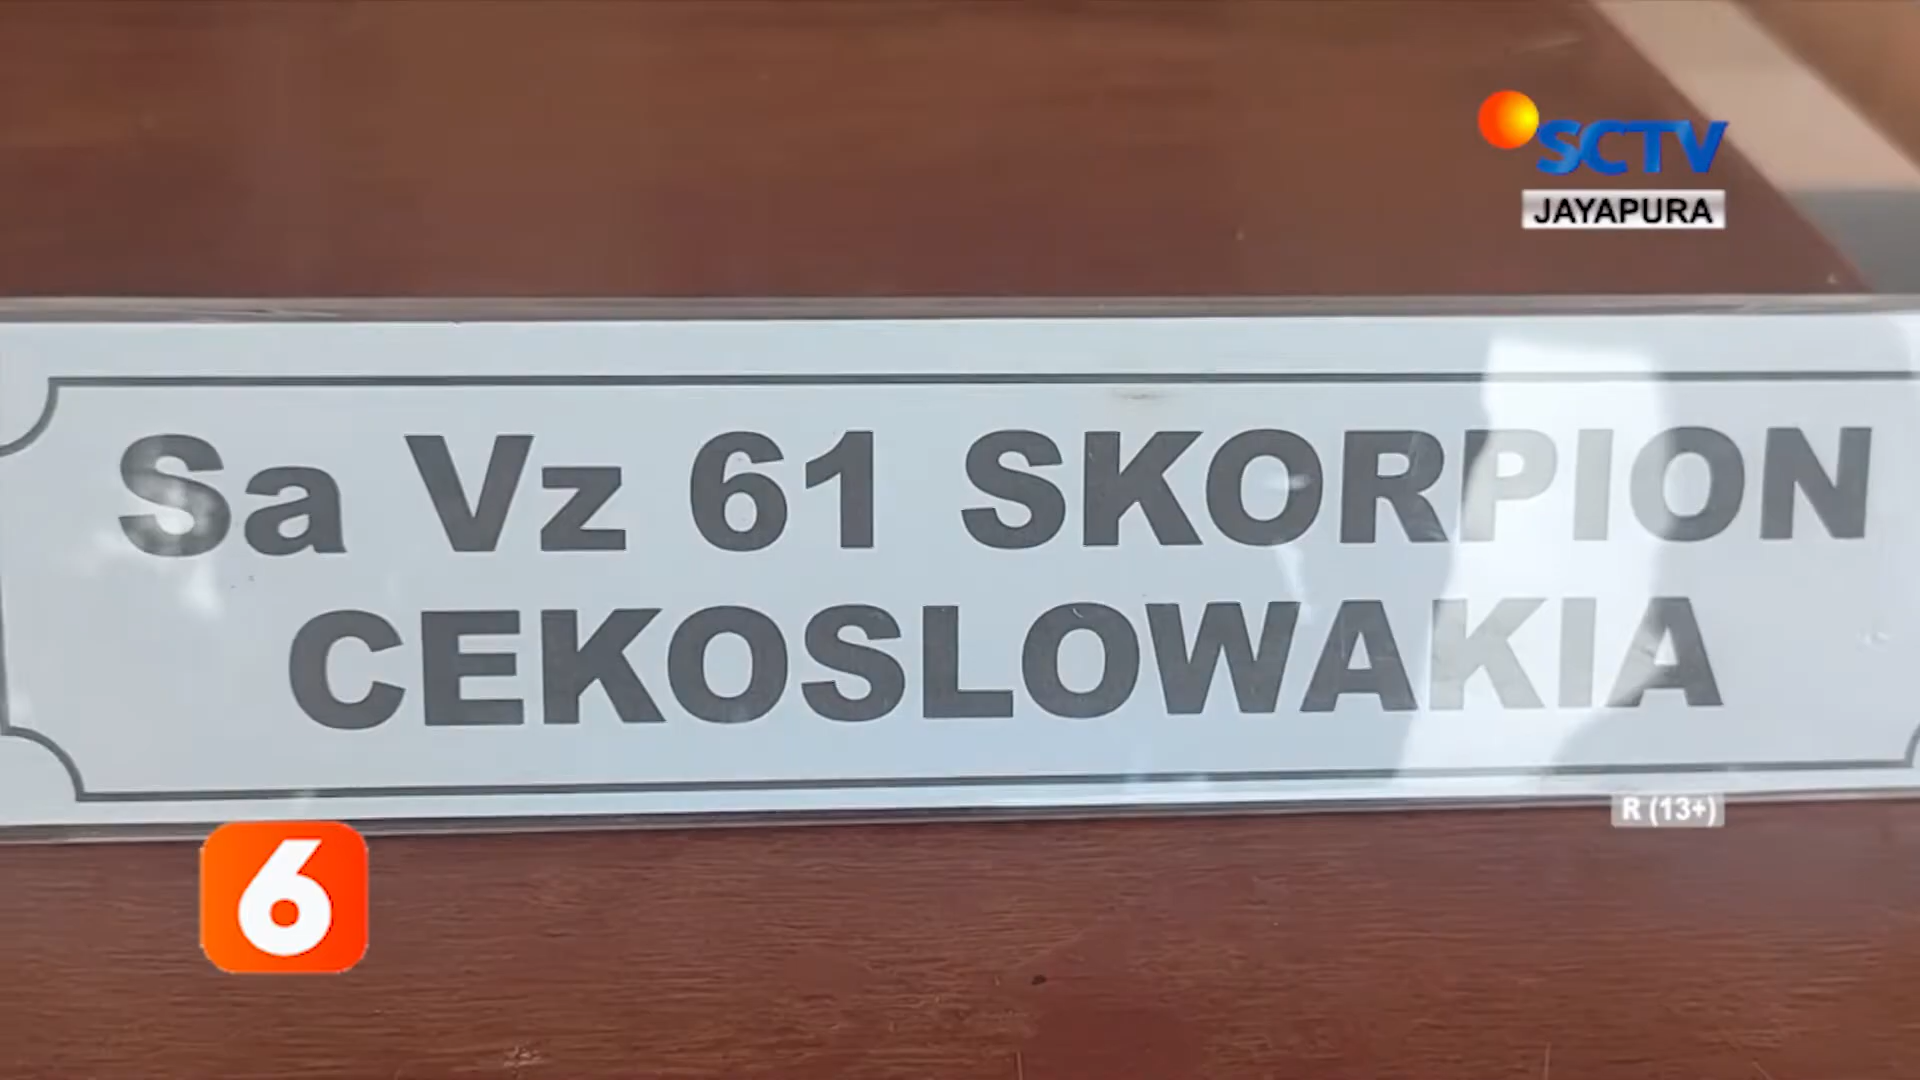 SCTV
JAYAPURA
Sa Vz 61 SKORPION
CEKOSLOWAKIA
R (13+)
6